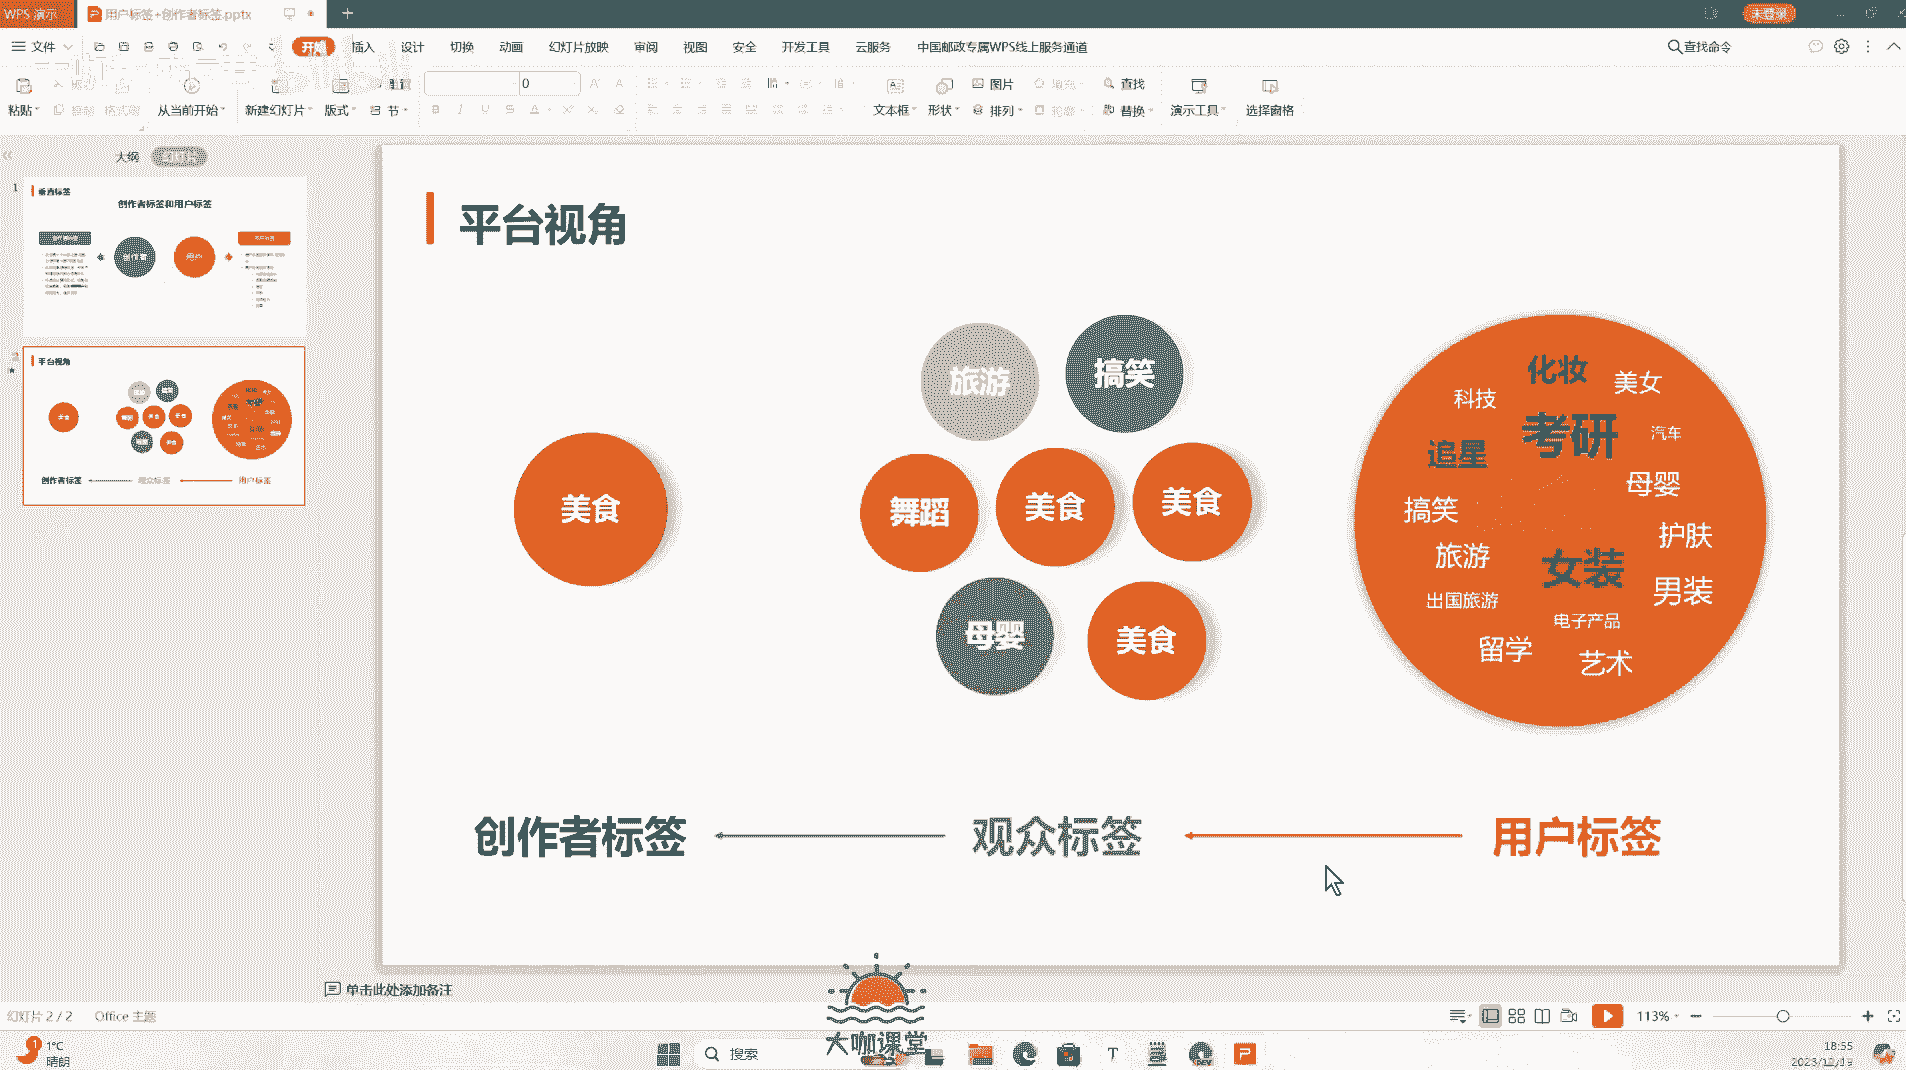 WPS 演示
用户标签+创作者标签.pptx
未登录
文件
开始 插入 设计 切换 动画 幻灯片放映 审阅 视图 安全 开发工具 云服务 中国邮政专属WPS线上服务通道
查找命令
粘贴
格式刷
从当前开始
新建幻灯片
版式
重置
节
0
文本框
形状
图片
排列
查找
替换
演示工具
选择窗格
大纲 幻灯片
1
垂直标签
创作者标签和用户标签
创作者
2
平台视角
创作者标签 观众标签 用户标签
平台视角
美食
旅游 搞笑
舞蹈 美食 美食
母婴 美食
化妆
科技 美女
考研
追星 汽车
母婴
搞笑
护肤
旅游
女装
男装
出国旅游
电子产品
留学 艺术
创作者标签 观众标签 用户标签
单击此处添加备注
幻灯片 2 / 2 Office 主题
113%
大咖课堂
1°C
晴朗
搜索
18:55
2023/12/19